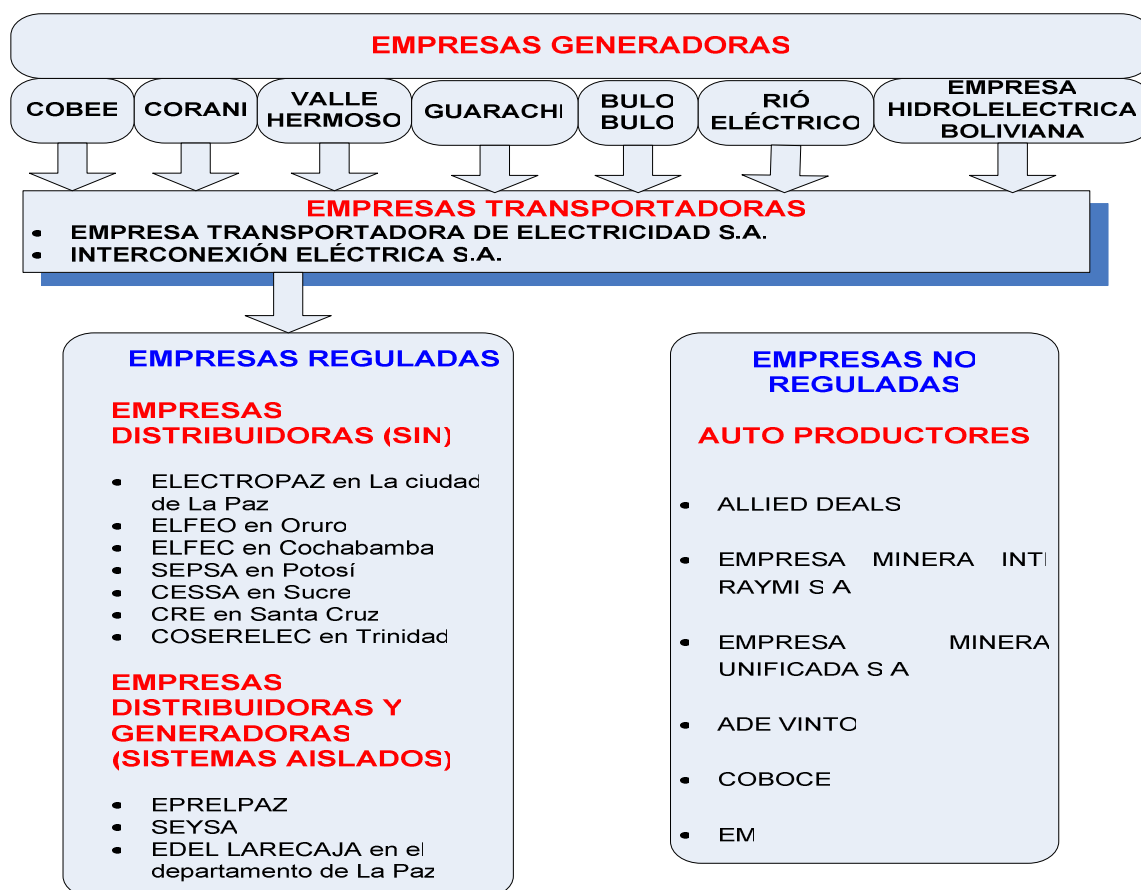 EMPRESAS GENERADORAS
COBEE
CORANI
VALLE
HERMOSO
GUARACHI
BULO
BULO
RIÓ
ELÉCTRICO
EMPRESA
HIDROLELECTRICA
BOLIVIANA
EMPRESAS TRANSPORTADORAS
• EMPRESA TRANSPORTADORA DE ELECTRICIDAD S.A.
• INTERCONEXIÓN ELÉCTRICA S.A.
EMPRESAS REGULADAS
EMPRESAS
DISTRIBUIDORAS (SIN)
• ELECTROPAZ en La ciudad
de La Paz
• ELFEO en Oruro
• ELFEC en Cochabamba
• SEPSA en Potosí
• CESSA en Sucre
• CRE en Santa Cruz
• COSERELEC en Trinidad
EMPRESAS
DISTRIBUIDORAS Y
GENERADORAS
(SISTEMAS AISLADOS)
• EPRELPAZ
• SEYSA
• EDEL LARECAJA en el
departamento de La Paz
EMPRESAS NO
REGULADAS
AUTO PRODUCTORES
• ALLIED DEALS
• EMPRESA MINERA INTI
RAYMI S A
• EMPRESA MINERA
UNIFICADA S A
• ADE VINTO
• COBOCE
• EM